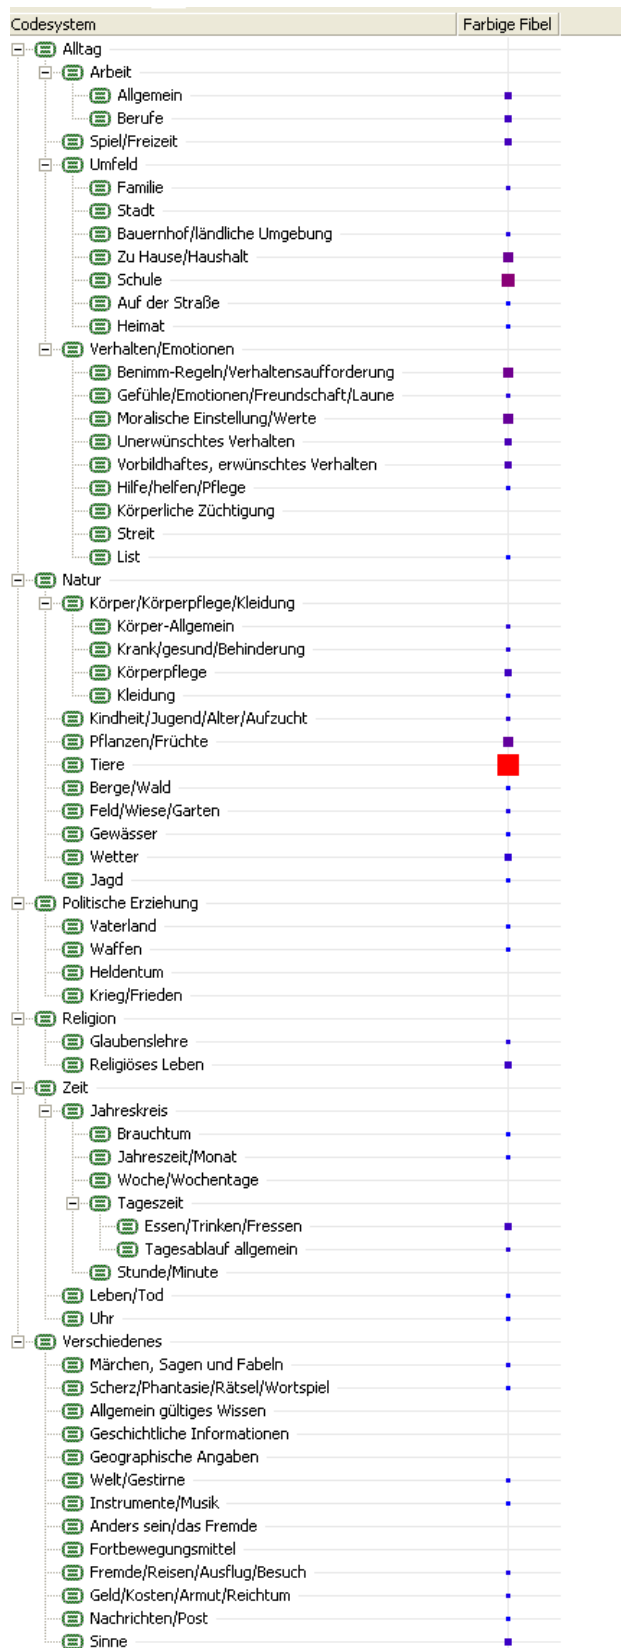 Codesystem Farbige Fibel
Alltag
Arbeit
Allgemein
Berufe
Spiel/Freizeit
Umfeld
Familie
Stadt
Bauernhof/ländliche Umgebung
Zu Hause/Haushalt
Schule
Auf der Straße
Heimat
Verhalten/Emotionen
Benimm-Regeln/Verhaltensaufforderung
Gefühle/Emotionen/Freundschaft/Laune
Moralische Einstellung/Werte
Unerwünschtes Verhalten
Vorbildhaftes, erwünschtes Verhalten
Hilfe/helfen/Pflege
Körperliche Züchtigung
Streit
List
Natur
Körper/Körperpflege/Kleidung
Körper-Allgemein
Krank/gesund/Behinderung
Körperpflege
Kleidung
Kindheit/Jugend/Alter/Aufzucht
Pflanzen/Früchte
Tiere
Berge/Wald
Feld/Wiese/Garten
Gewässer
Wetter
Jagd
Politische Erziehung
Vaterland
Waffen
Heldentum
Krieg/Frieden
Religion
Glaubenslehre
Religiöses Leben
Zeit
Jahreskreis
Brauchtum
Jahreszeit/Monat
Woche/Wochentage
Tageszeit
Essen/Trinken/Fressen
Tagesablauf allgemein
Stunde/Minute
Leben/Tod
Uhr
Verschiedenes
Märchen, Sagen und Fabeln
Scherz/Phantasie/Rätsel/Wortspiel
Allgemein gültiges Wissen
Geschichtliche Informationen
Geographische Angaben
Welt/Gestirne
Instrumente/Musik
Anders sein/das Fremde
Fortbewegungsmittel
Fremde/Reisen/Ausflug/Besuch
Geld/Kosten/Armut/Reichtum
Nachrichten/Post
Sinne